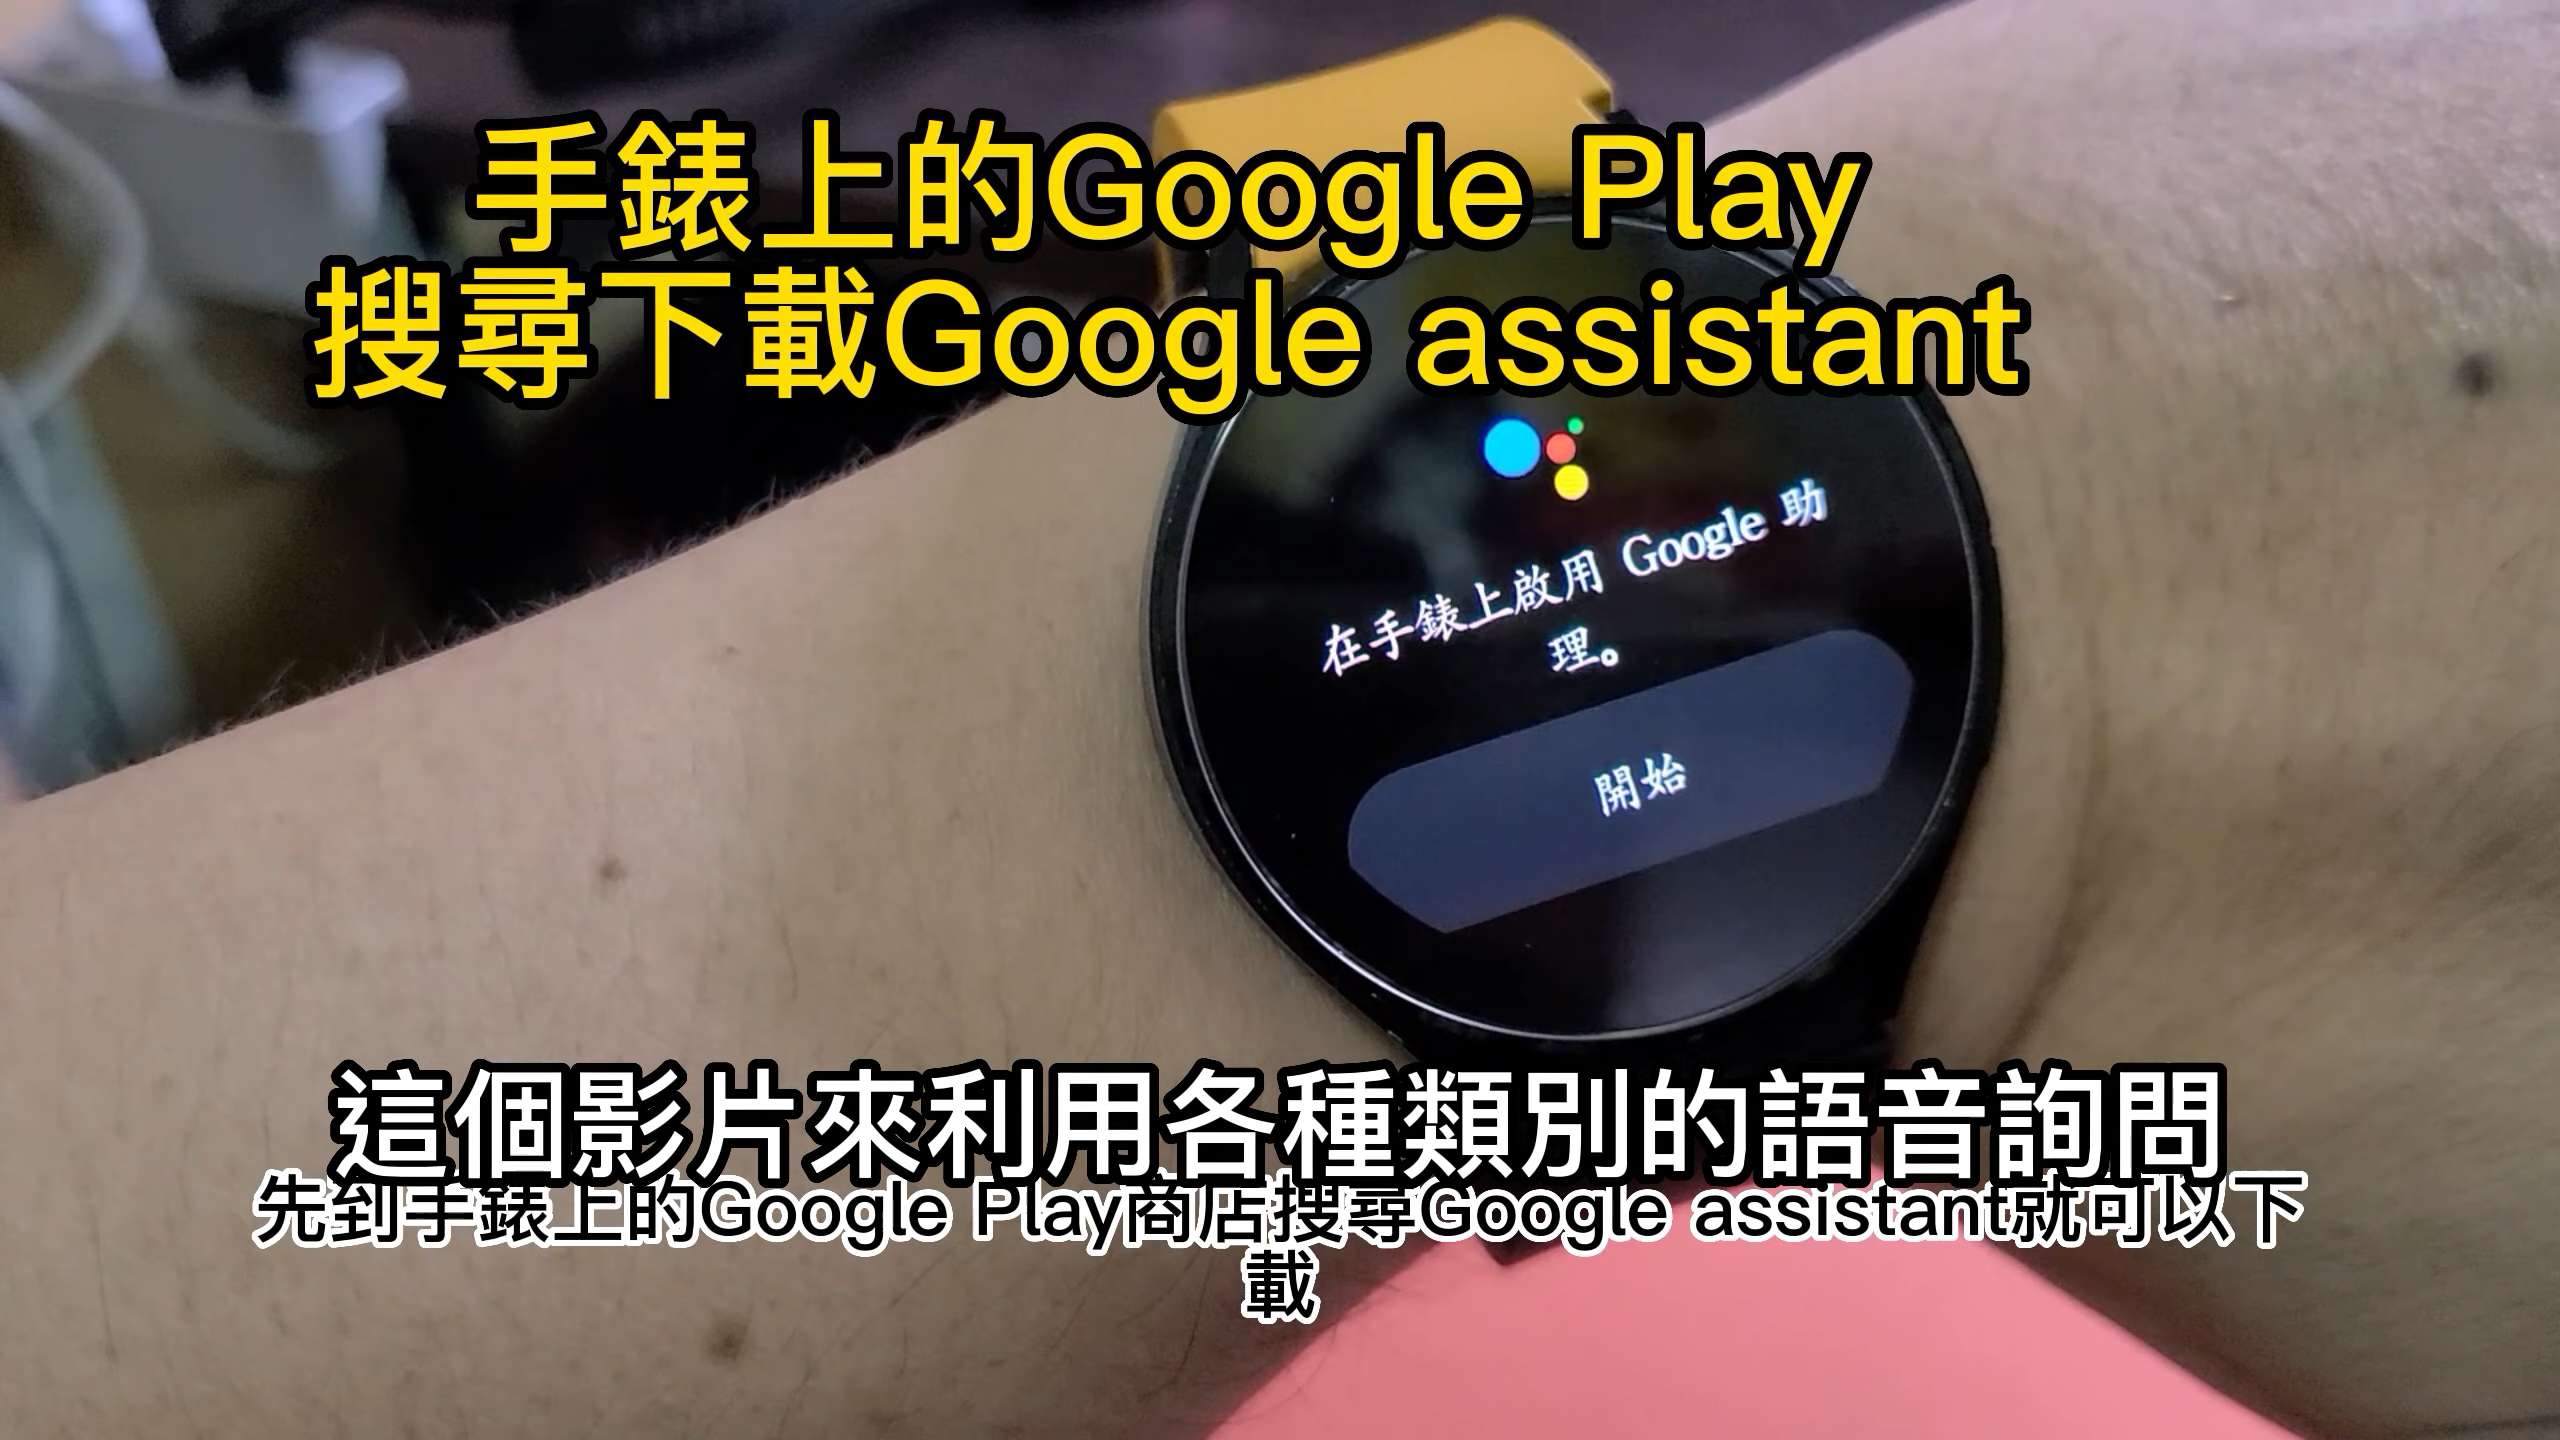 手錶上的Google Play
搜尋下載Google assistant
在手錶上啟用 Google 助
理。
開始
這個影片來利用各種類別的語音詢問
先到手錶上的Google Play商店搜尋Google assistant就可以下
載